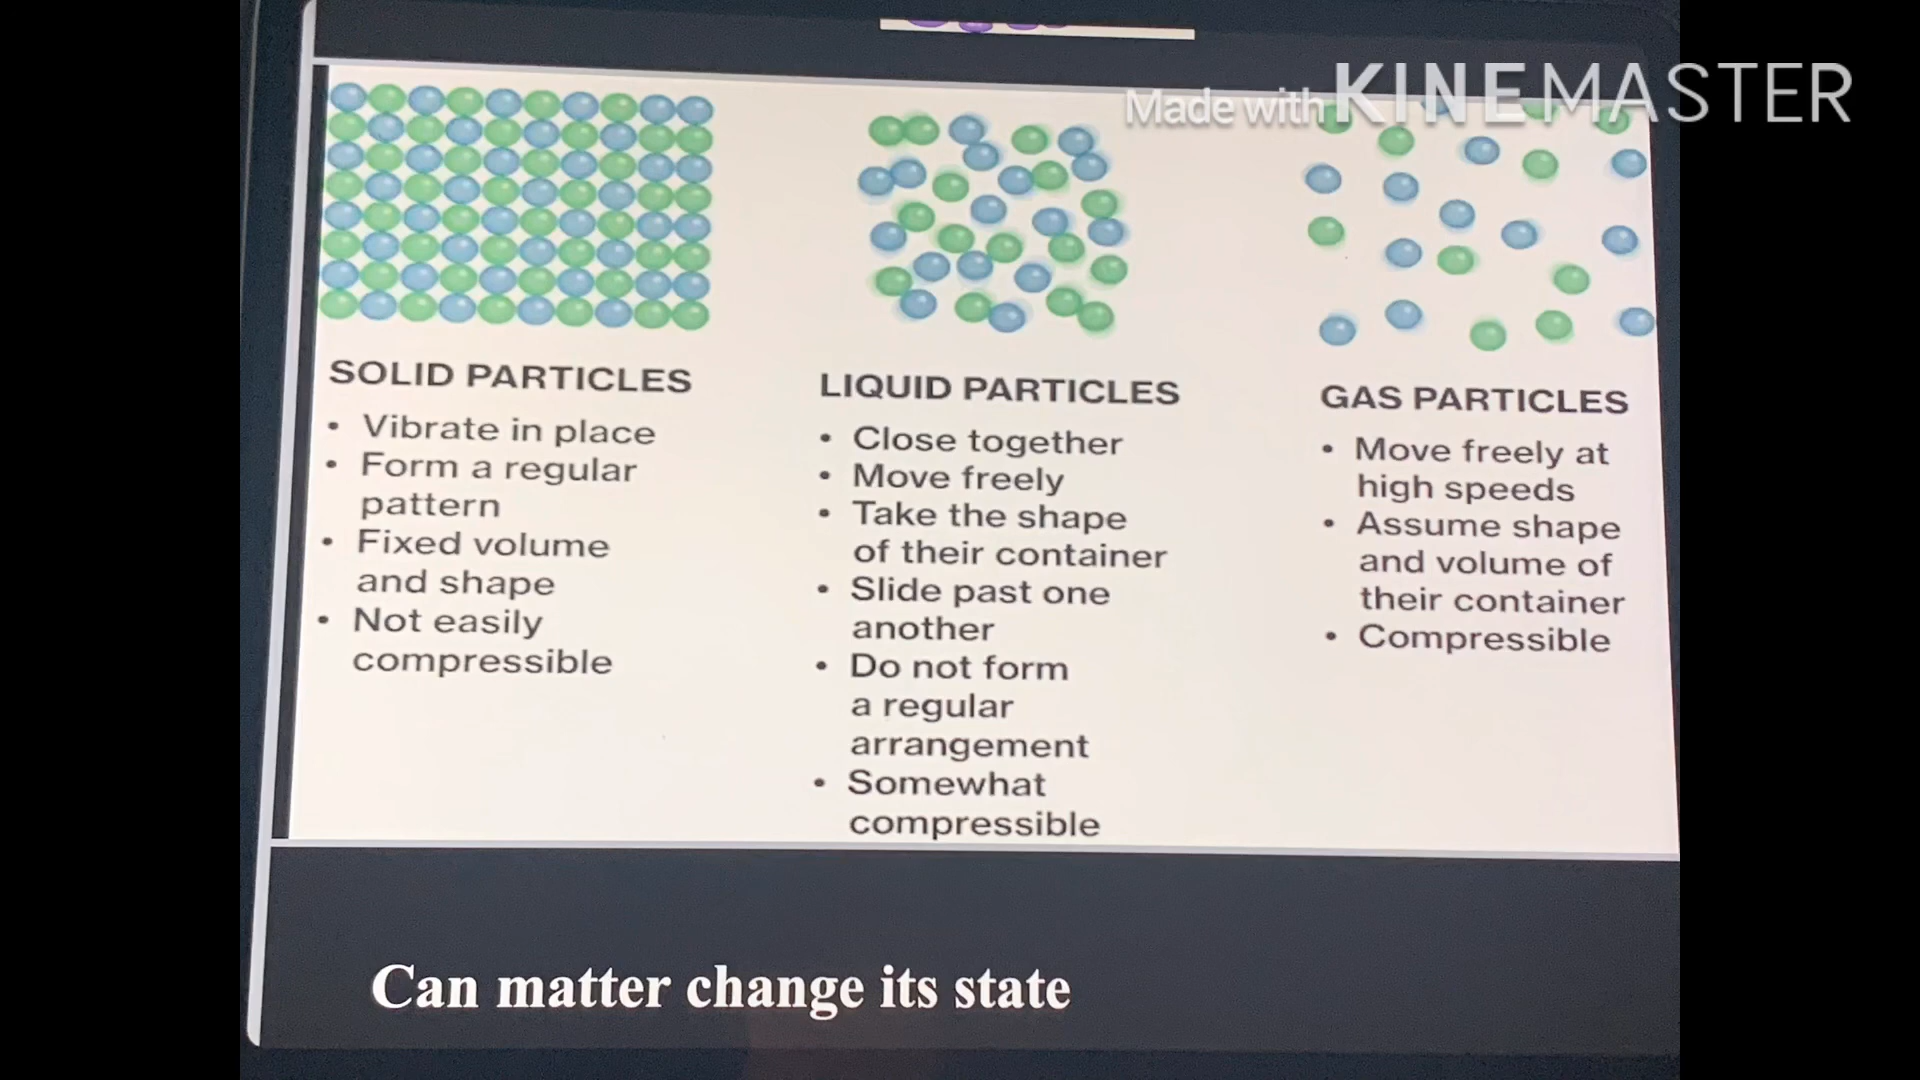 Made with KINEMASTER
SOLID PARTICLES
• Vibrate in place
• Form a regular
pattern
• Fixed volume
and shape
• Not easily
compressible
LIQUID PARTICLES
• Close together
• Move freely
• Take the shape
of their container
• Slide past one
another
• Do not form
a regular
arrangement
• Somewhat
compressible
GAS PARTICLES
• Move freely at
high speeds
• Assume shape
and volume of
their container
• Compressible
Can matter change its state